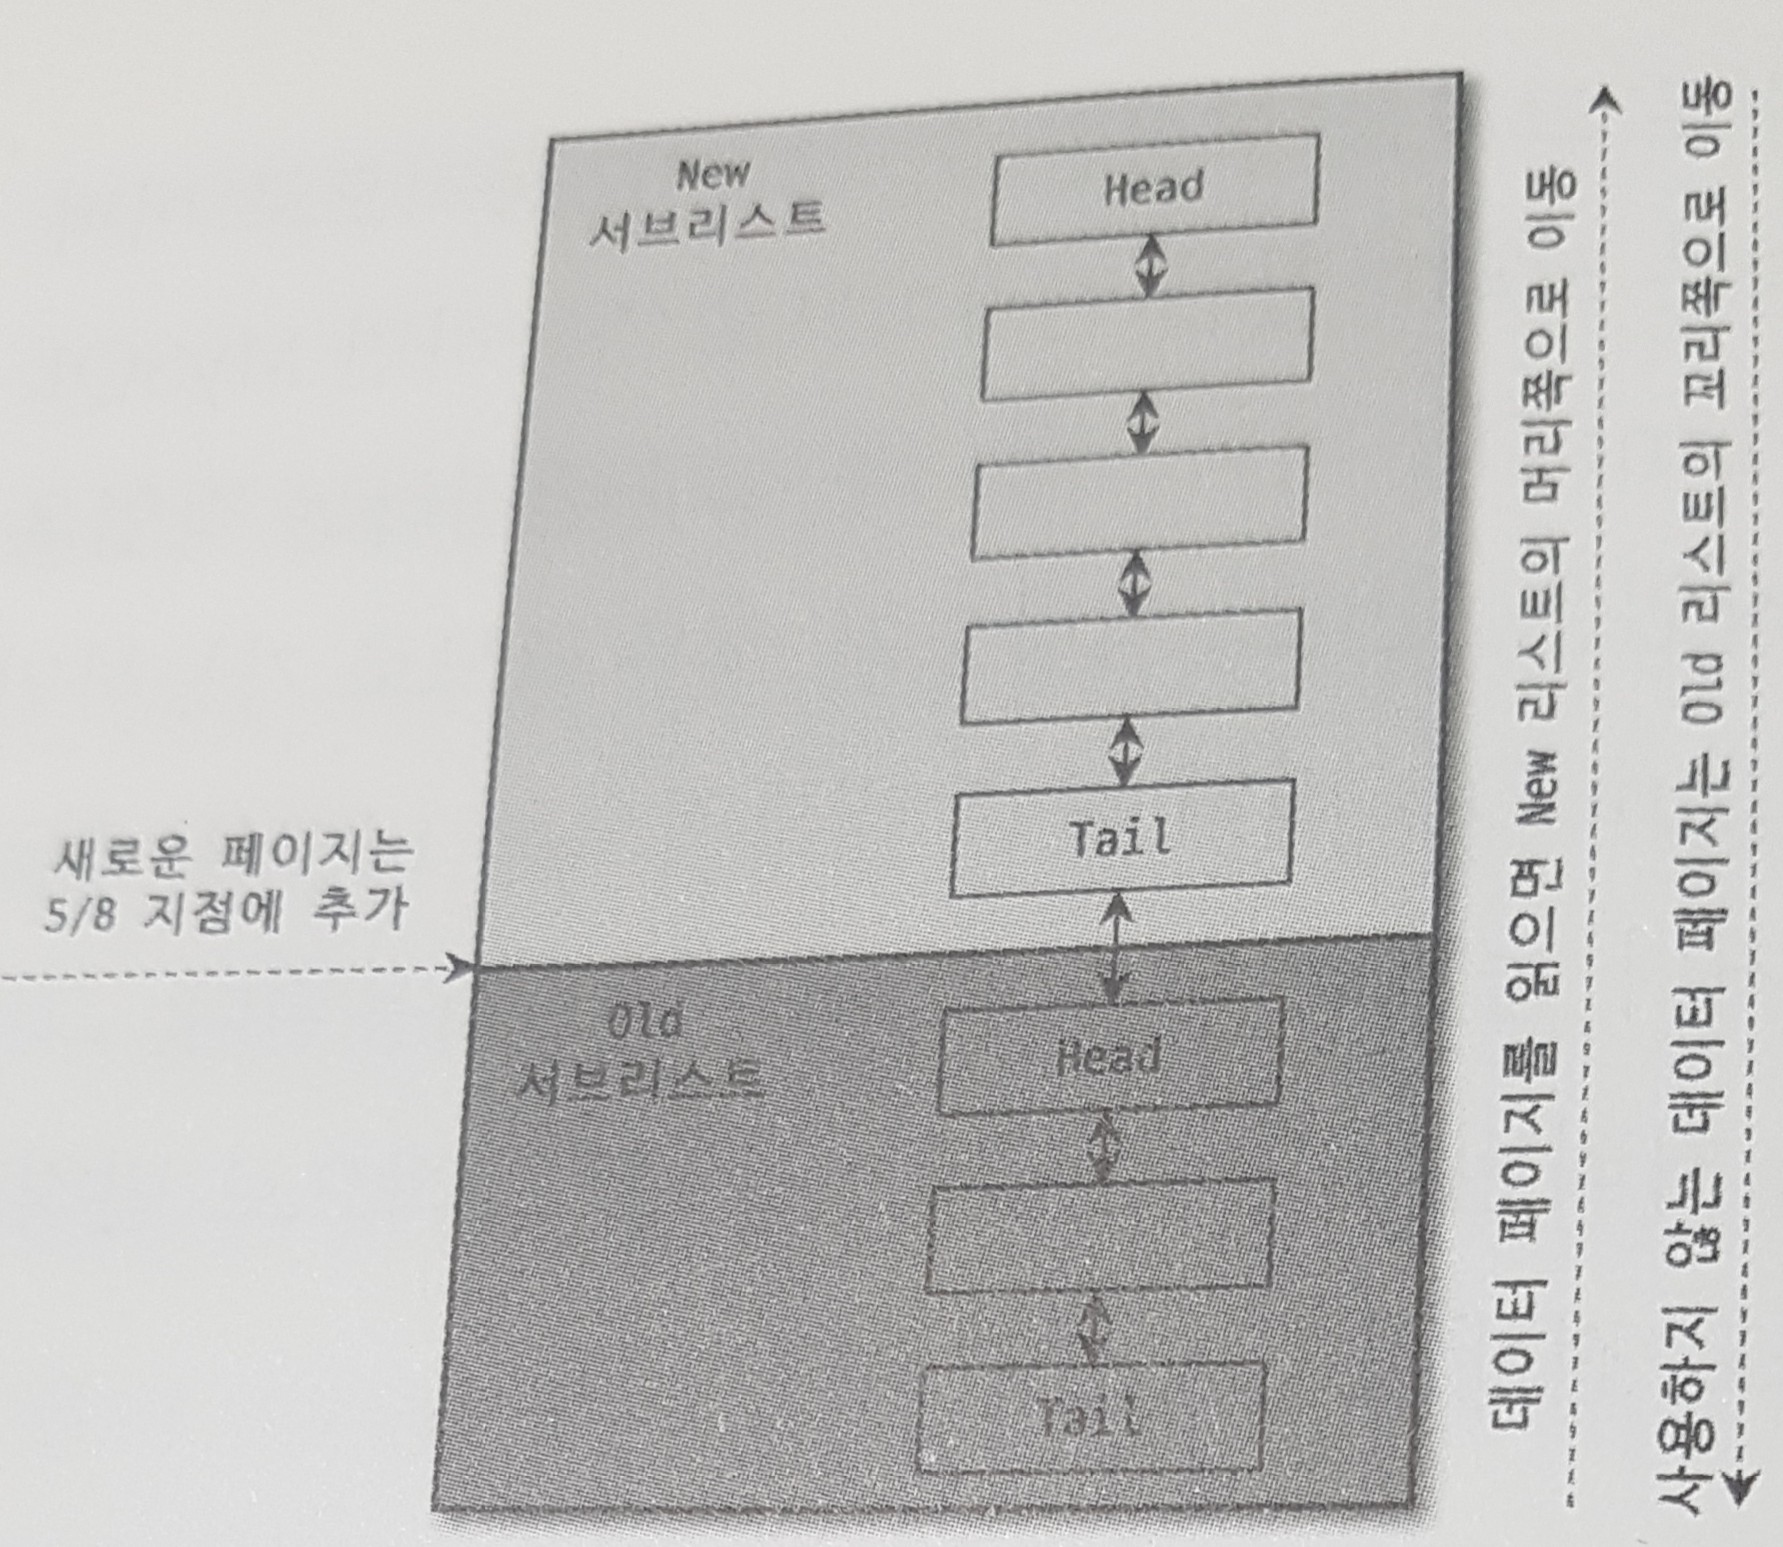 New
서브리스트
Head
Tail
새로운 페이지는
5/8 지점에 추가
Old
서브리스트
Head
Tail
데이터 페이지를 읽으면 New 리스트의 머리쪽으로 이동
사용하지 않는 데이터 페이지는 Old 리스트의 꼬리쪽으로 이동